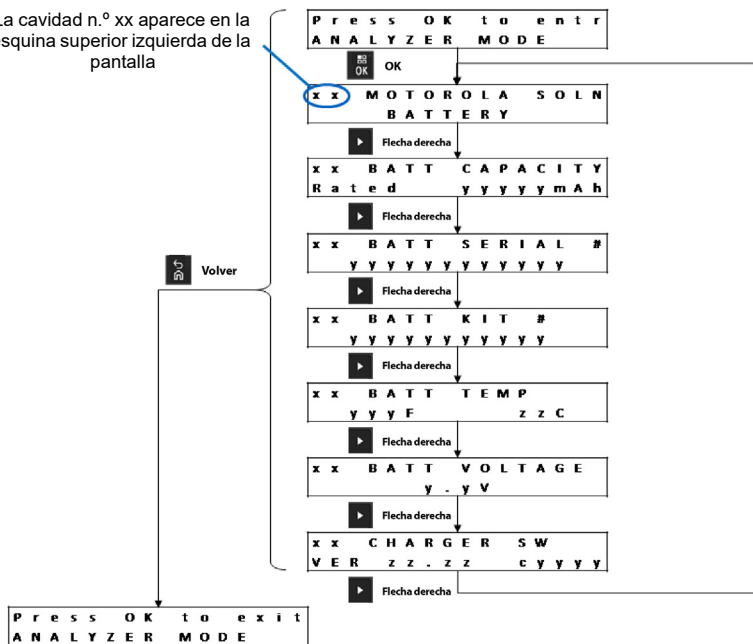 La cavidad n.º xx aparece en la
esquina superior izquierda de la
pantalla
Press OK to entr
ANALYZER MODE
OK
OK
xx MOTOROLA SOLN
BATTERY
Flecha derecha
xx BATT CAPACITY
Rated yyyyymAh
Flecha derecha
xx BATT SERIAL #
yyyyyyyyyyyy
Flecha derecha
Volver
xx BATT KIT #
yyyyyyyyyyy
Flecha derecha
xx BATT TEMP
yyyF zzC
Flecha derecha
xx BATT VOLTAGE
y.yV
Flecha derecha
xx CHARGER SW
VER zz.zz cyyyy
Flecha derecha
Press OK to exit
ANALYZER MODE